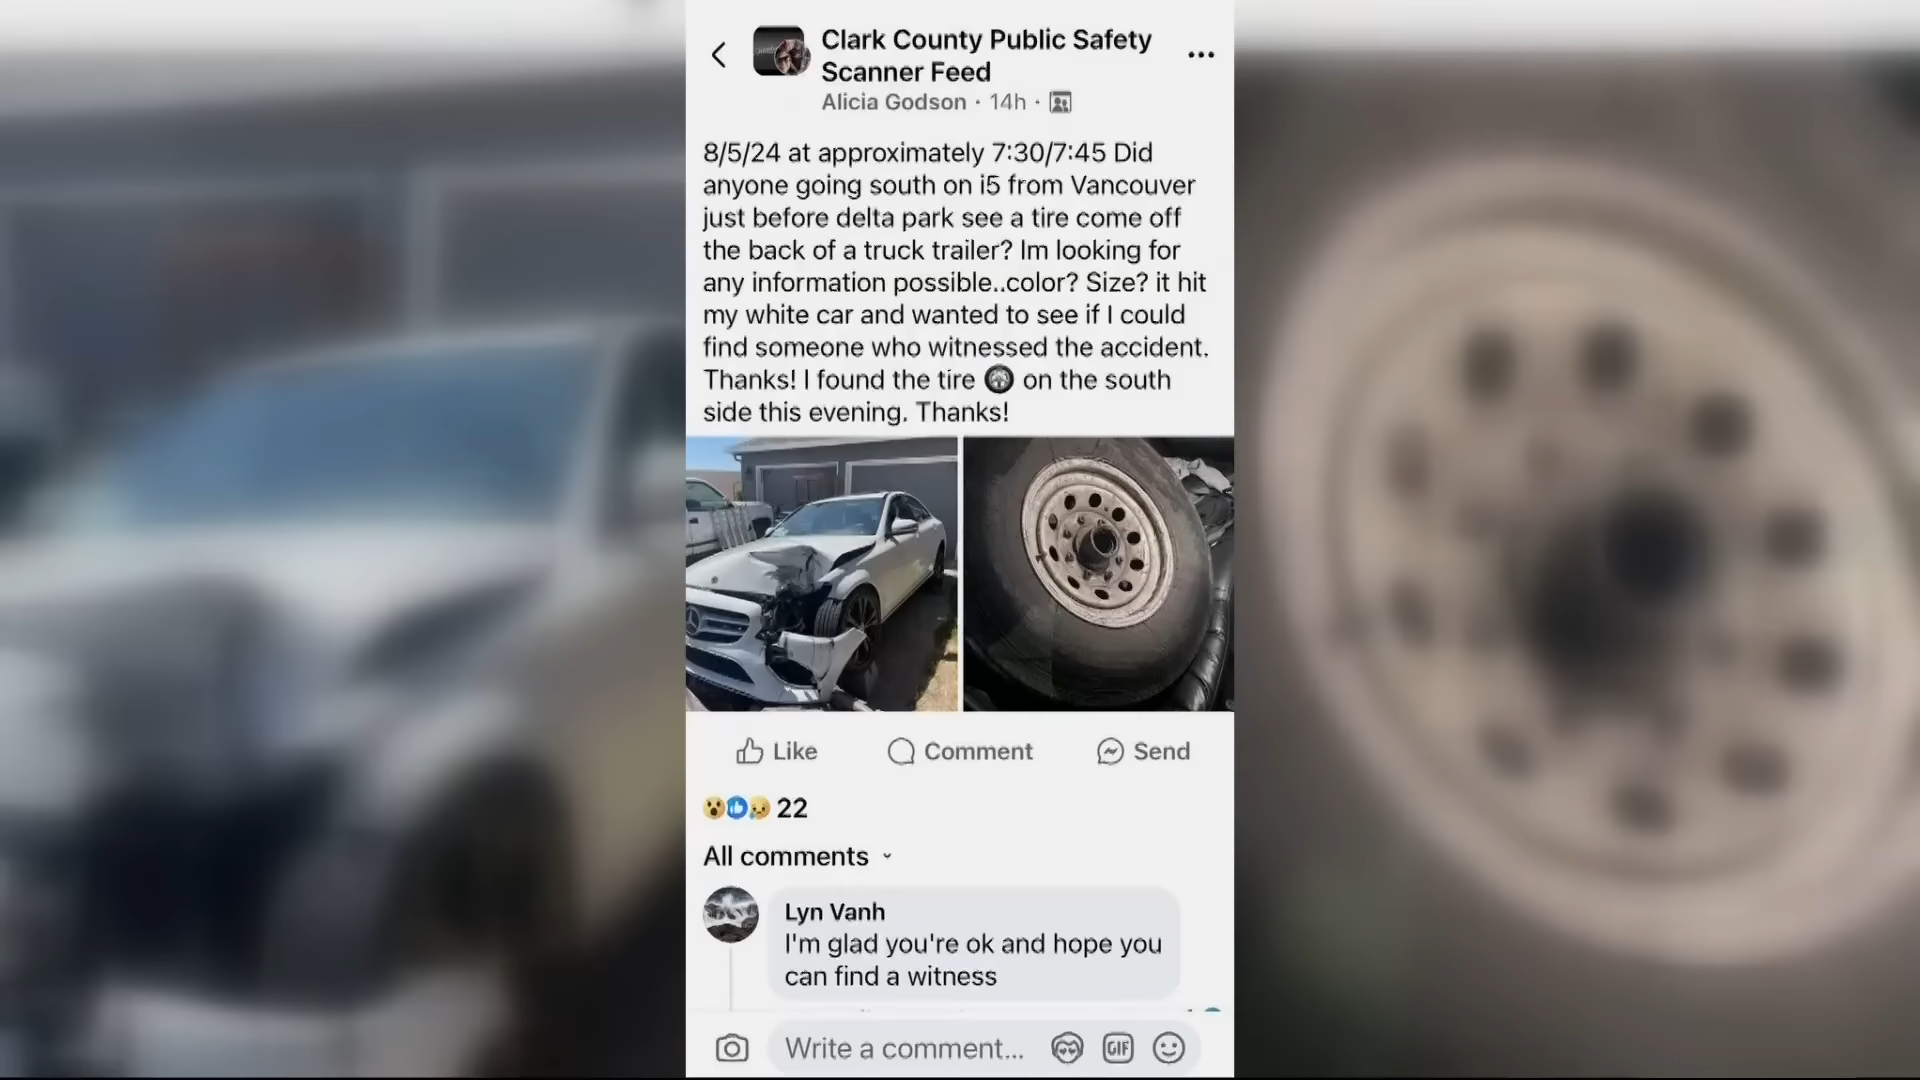 Clark County Public Safety
Scanner Feed
Alicia Godson · 14h ·
8/5/24 at approximately 7:30/7:45 Did
anyone going south on i5 from Vancouver
just before delta park see a tire come off
the back of a truck trailer? Im looking for
any information possible..color? Size? it hit
my white car and wanted to see if I could
find someone who witnessed the accident.
Thanks! I found the tire on the south
side this evening. Thanks!
Like Comment Send
22
All comments
Lyn Vanh
I'm glad you're ok and hope you
can find a witness
Write a comment...
GIF